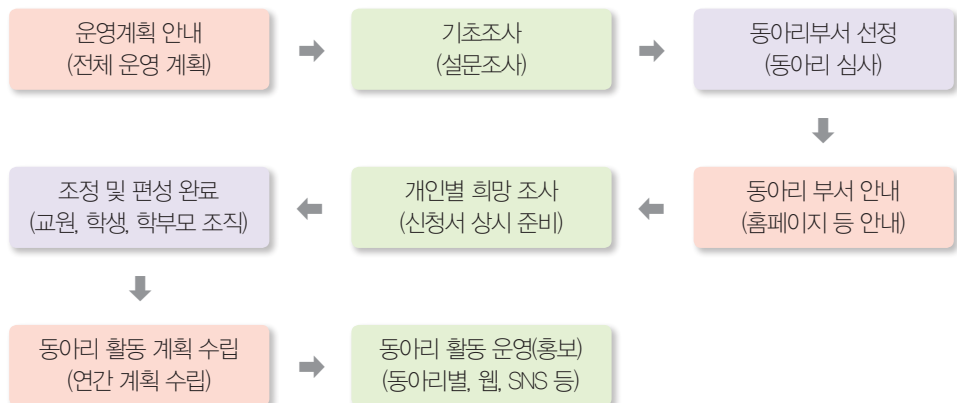 운영계획 안내
(전체 운영 계획)
기초조사
(설문조사)
동아리부서 선정
(동아리 심사)
동아리 부서 안내
(홈페이지 등 안내)
개인별 희망 조사
(신청서 상시 준비)
조정 및 편성 완료
(교원, 학생, 학부모 조직)
동아리 활동 계획 수립
(연간 계획 수립)
동아리 활동 운영(홍보)
(동아리별, 웹, SNS 등)